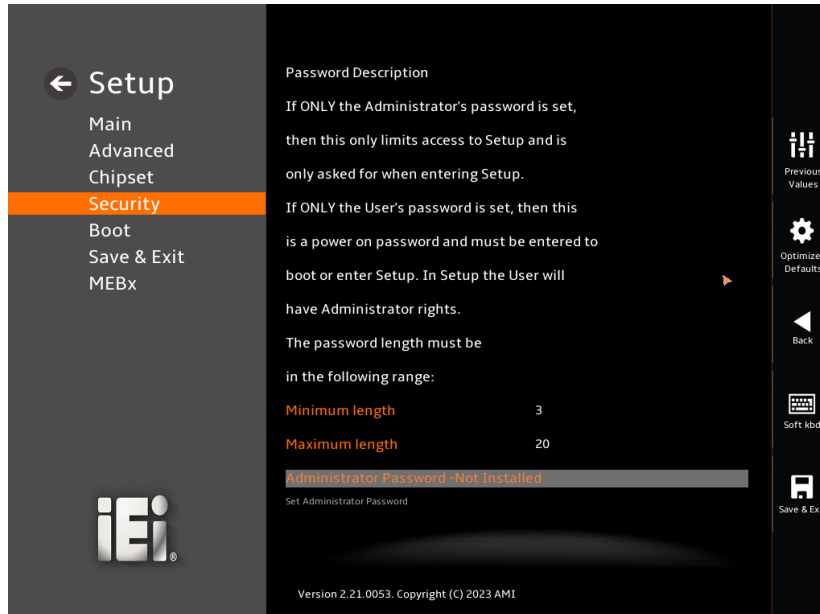 Setup
Main
Advanced
Chipset
Security
Boot
Save & Exit
MEBx
iEi®
Password Description
If ONLY the Administrator's password is set,
then this only limits access to Setup and is
only asked for when entering Setup.
If ONLY the User's password is set, then this
is a power on password and must be entered to
boot or enter Setup. In Setup the User will
have Administrator rights.
The password length must be
in the following range:
Minimum length 3
Maximum length 20
Administrator Password -Not Installed
Set Administrator Password
Version 2.21.0053. Copyright (C) 2023 AMI
Previous
Values
Optimize
Defaults
Back
Soft kbd
Save & Ex